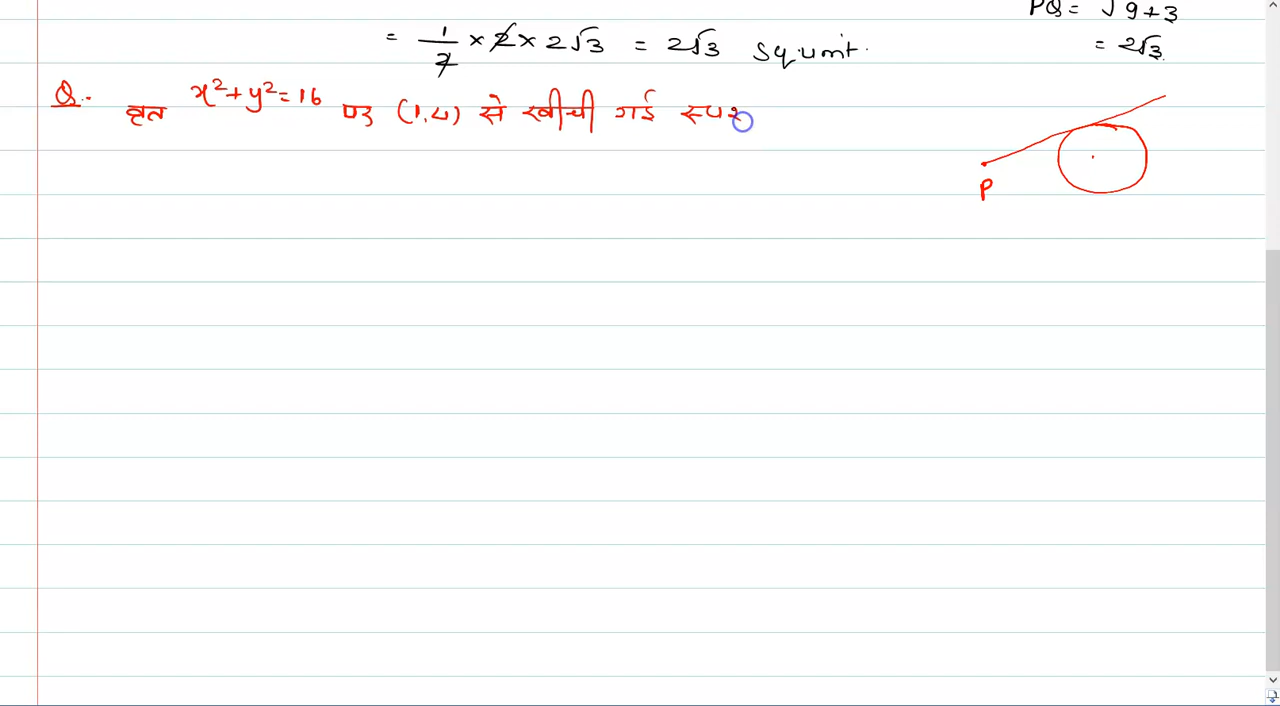 PQ = √9+3
= 1/2 × 2 × 2√3 = 2√3 sq unit.
= 2√3.
Q.- वृत x²+y²=16 पर (1,4) से खीची गई स्पर
P